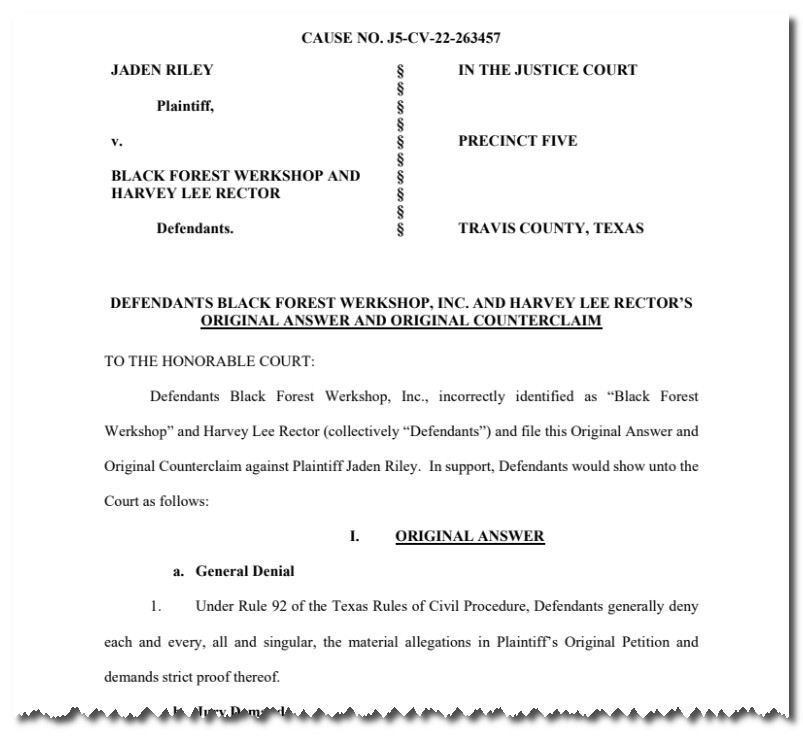 CAUSE NO. J5-CV-22-263457
JADEN RILEY § IN THE JUSTICE COURT
§
Plaintiff, §
§
v. § PRECINCT FIVE
§
BLACK FOREST WERKSHOP AND §
HARVEY LEE RECTOR §
§
Defendants. § TRAVIS COUNTY, TEXAS
DEFENDANTS BLACK FOREST WERKSHOP, INC. AND HARVEY LEE RECTOR’S
ORIGINAL ANSWER AND ORIGINAL COUNTERCLAIM
TO THE HONORABLE COURT:
Defendants Black Forest Werkshop, Inc., incorrectly identified as “Black Forest
Werkshop” and Harvey Lee Rector (collectively “Defendants”) and file this Original Answer and
Original Counterclaim against Plaintiff Jaden Riley. In support, Defendants would show unto the
Court as follows:
I. ORIGINAL ANSWER
a. General Denial
1. Under Rule 92 of the Texas Rules of Civil Procedure, Defendants generally deny
each and every, all and singular, the material allegations in Plaintiff’s Original Petition and
demands strict proof thereof.
b. Jury Demand